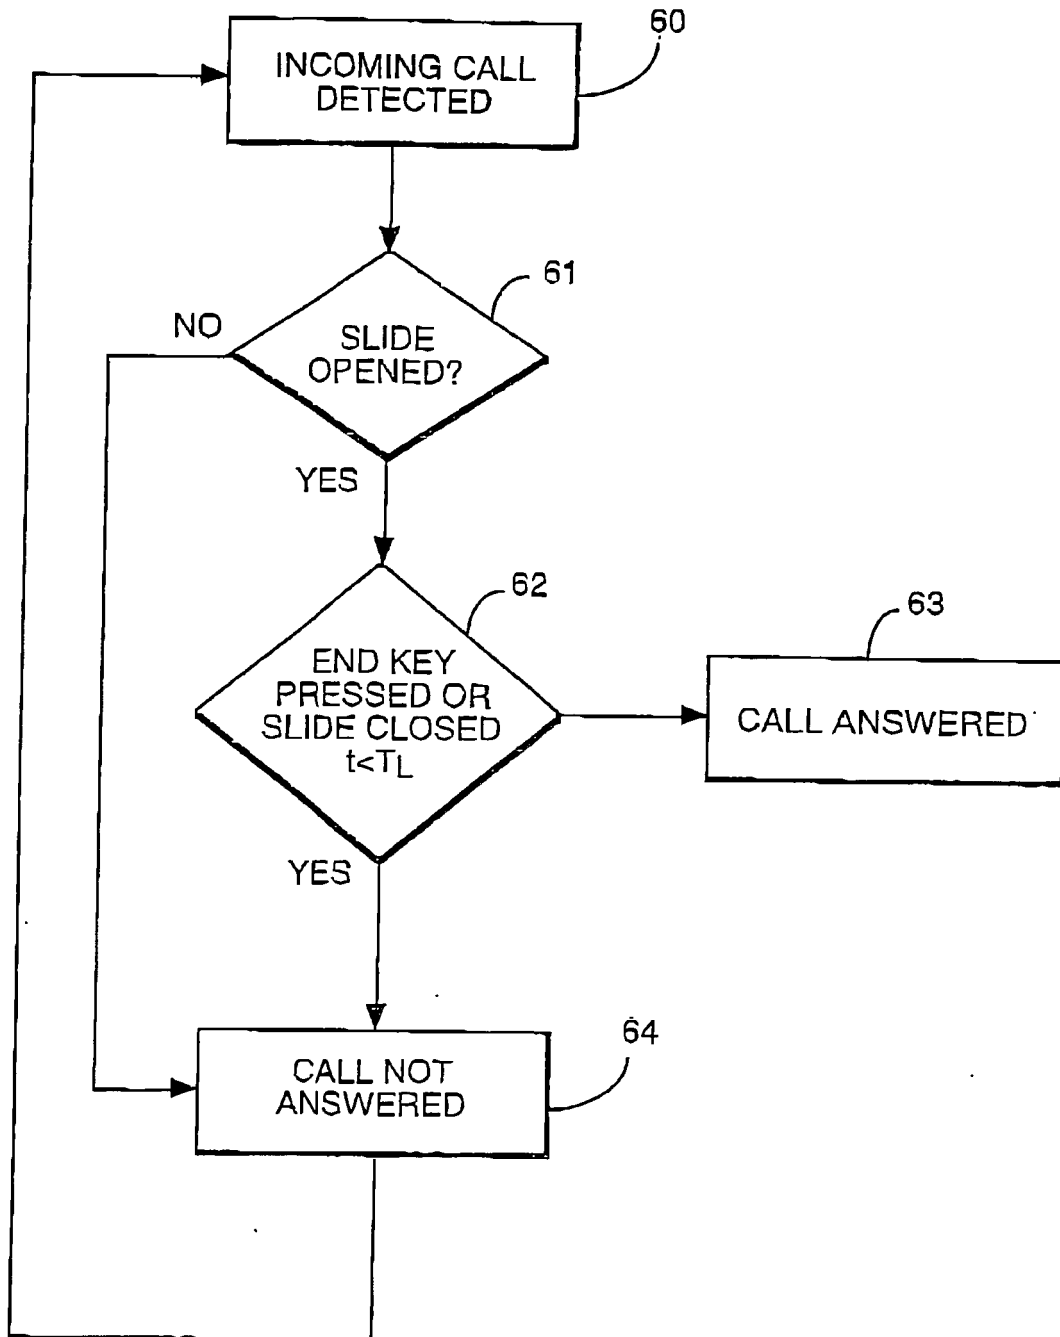 60
INCOMING CALL
DETECTED
61
NO
SLIDE
OPENED?
YES
62
END KEY
PRESSED OR
SLIDE CLOSED
t<TL
63
CALL ANSWERED
YES
64
CALL NOT
ANSWERED